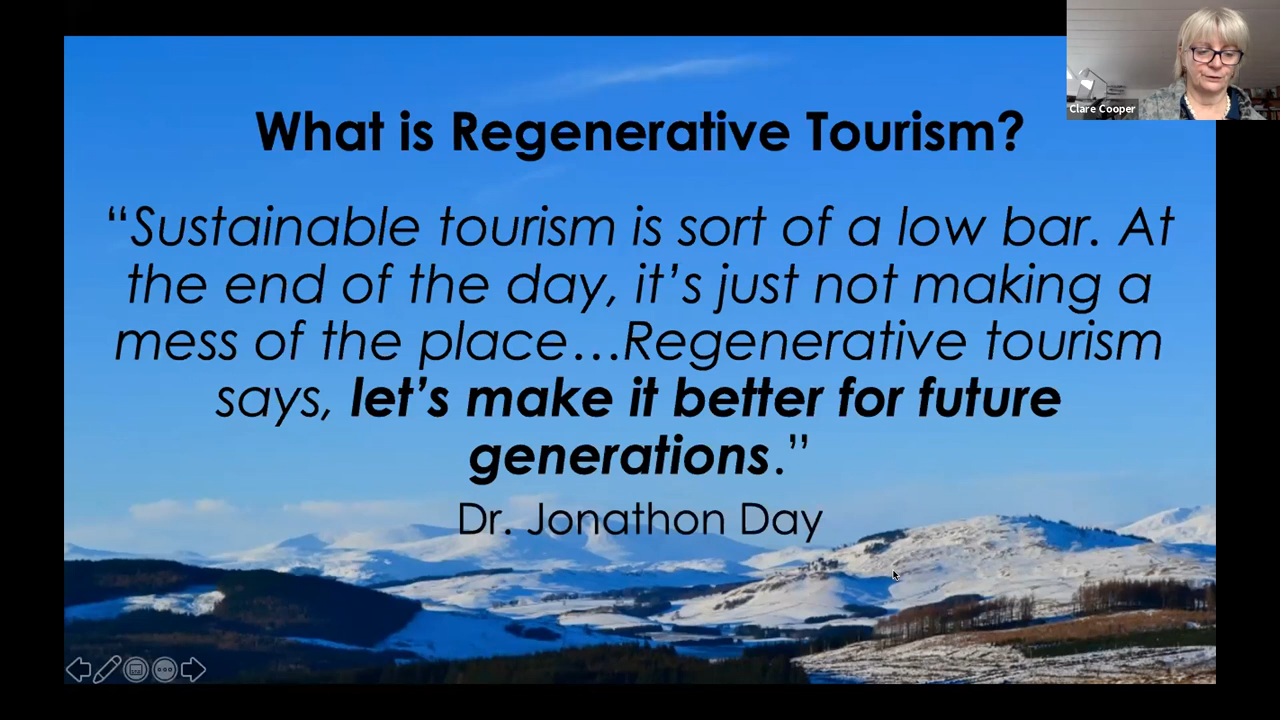 Clare Cooper
What is Regenerative Tourism?
“Sustainable tourism is sort of a low bar. At
the end of the day, it’s just not making a
mess of the place…Regenerative tourism
says, let’s make it better for future
generations.”
Dr. Jonathon Day